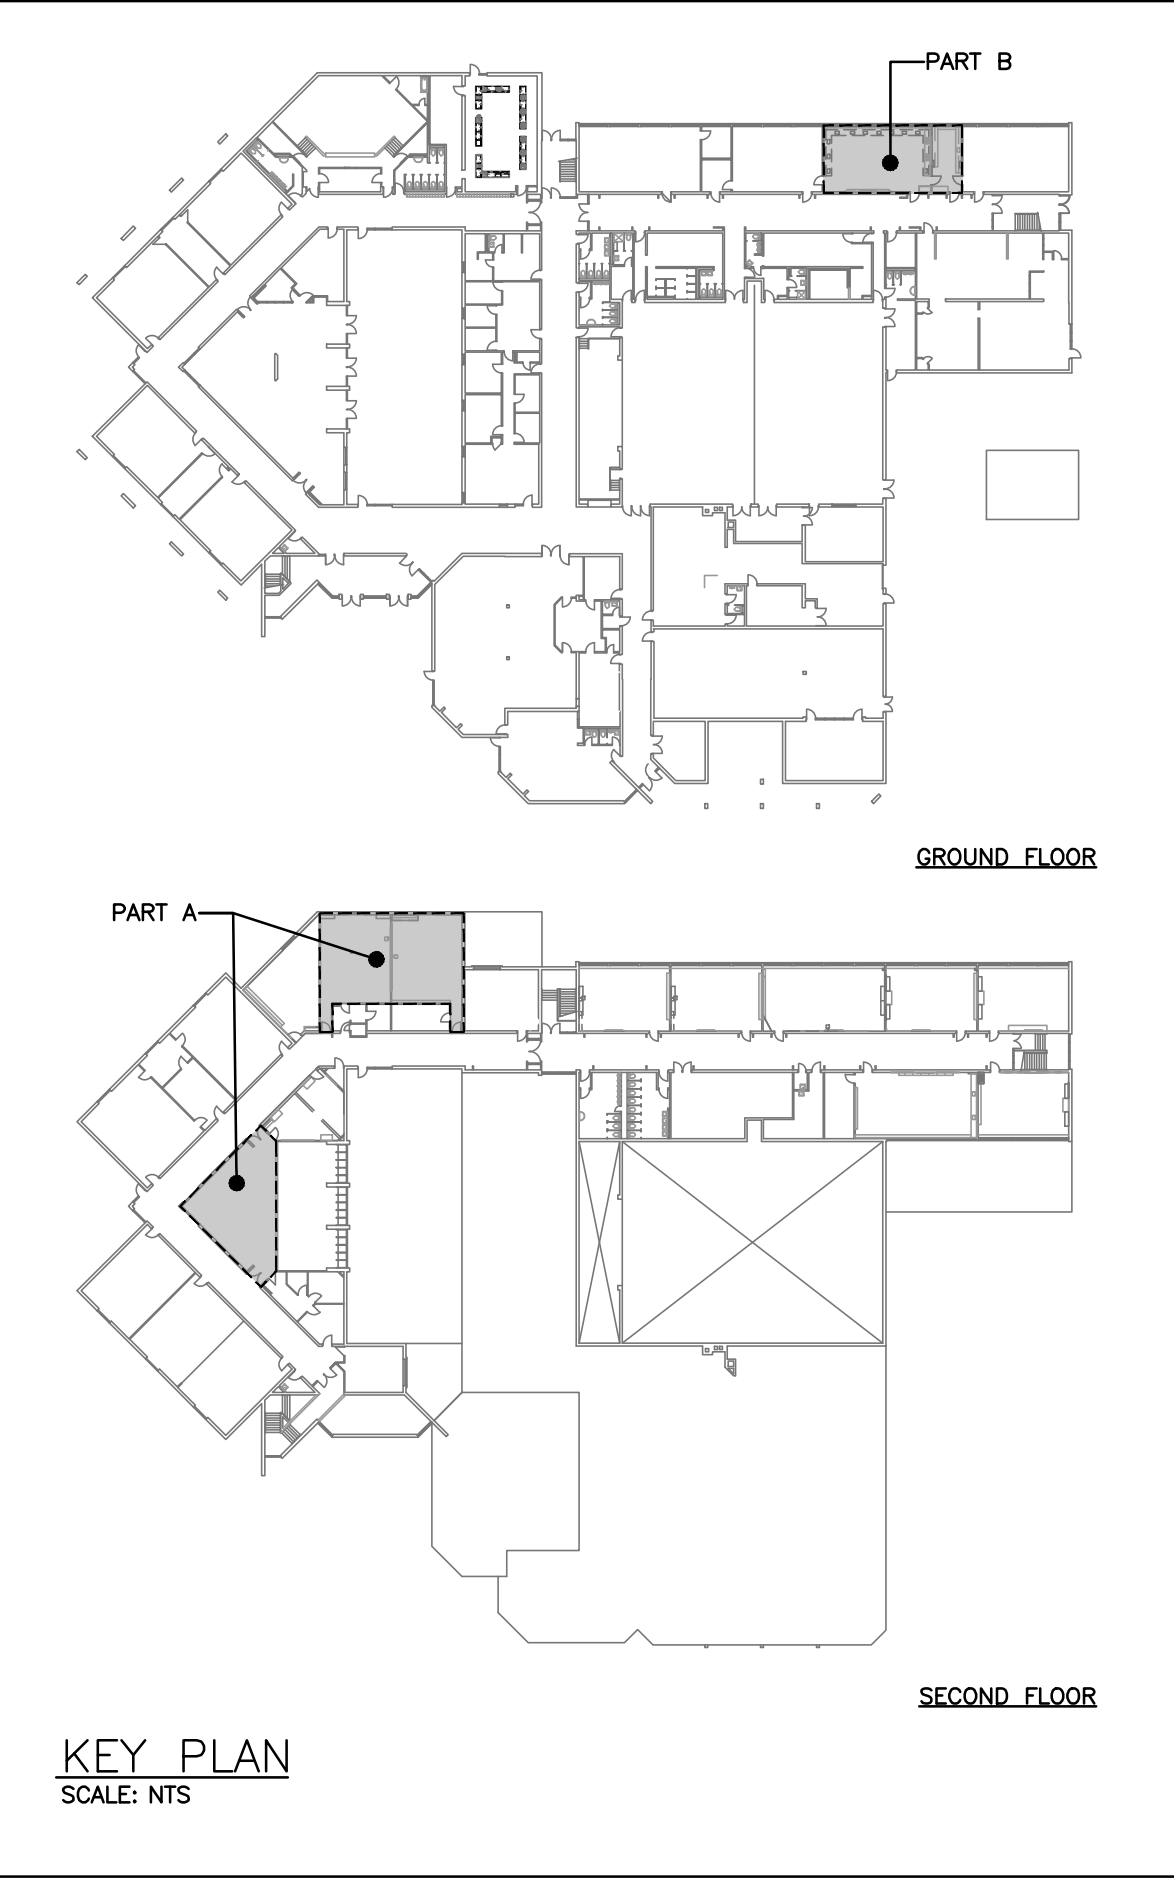 PART B
GROUND FLOOR
PART A
SECOND FLOOR
KEY PLAN
SCALE: NTS